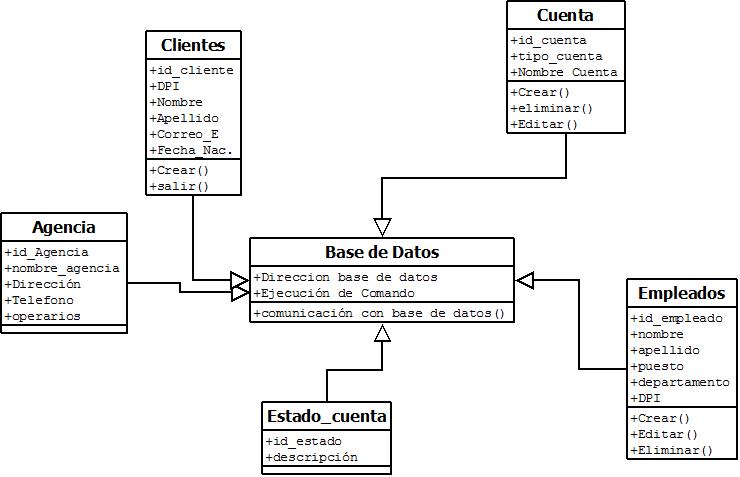 Cuenta
+id_cuenta
+tipo_cuenta
+Nombre Cuenta
+Crear()
+eliminar()
+Editar()
Clientes
+id_cliente
+DPI
+Nombre
+Apellido
+Correo_E
+Fecha_Nac.
+Crear()
+salir()
Agencia
+id_Agencia
+nombre_agencia
+Dirección
+Telefono
+operarios
Base de Datos
+Direccion base de datos
+Ejecución de Comando
+comunicación con base de datos()
Empleados
+id_empleado
+nombre
+apellido
+puesto
+departamento
+DPI
+Crear()
+Editar()
+Eliminar()
Estado_cuenta
+id_estado
+descripción